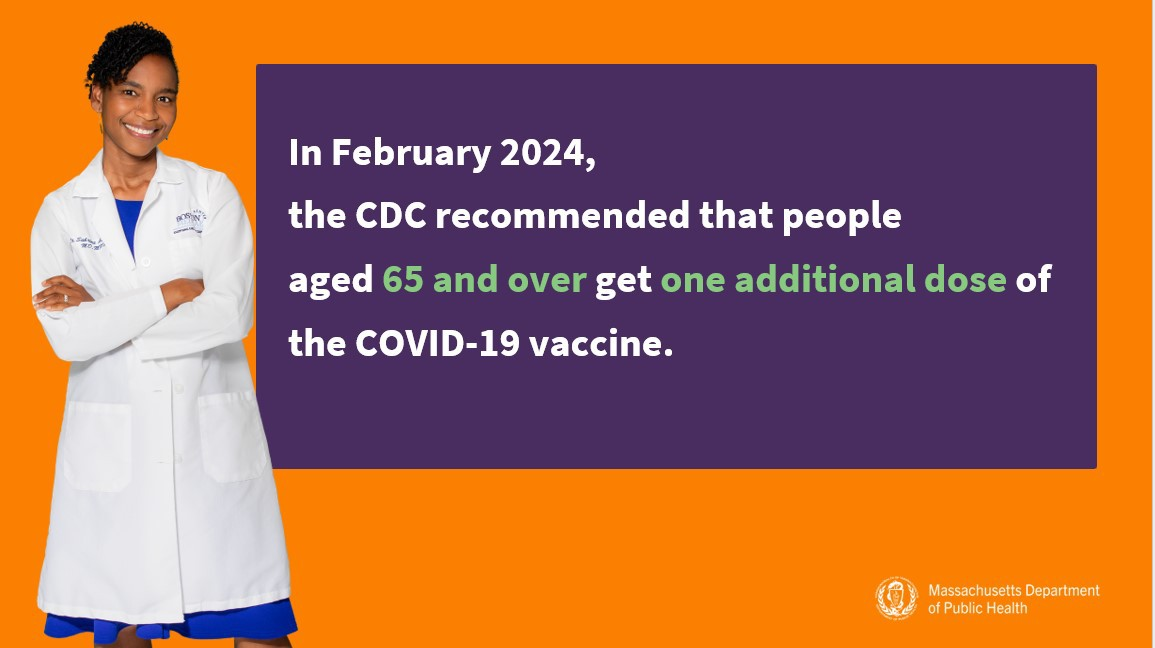 In February 2024,
the CDC recommended that people
aged 65 and over get one additional dose of
the COVID-19 vaccine.
BOSTON
Massachusetts Department
of Public Health